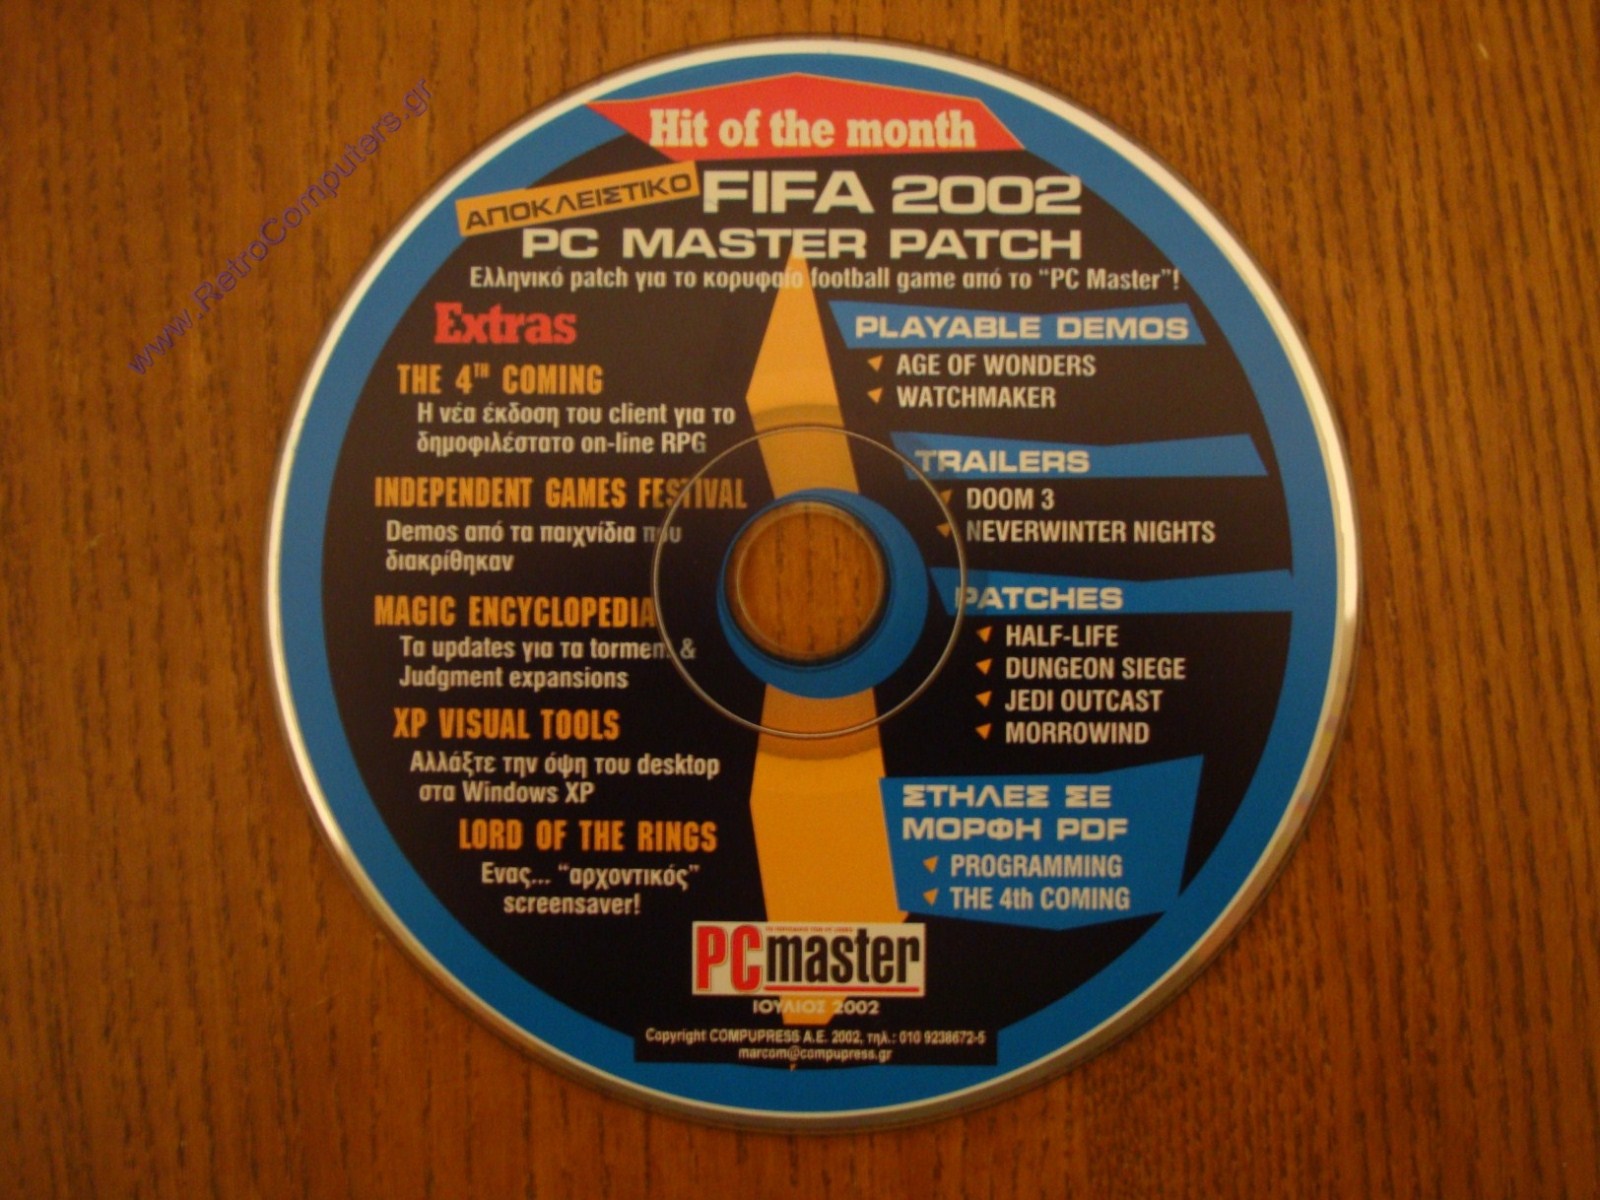 www.RetroComputers.gr
Hit of the month
ΑΠΟΚΛΕΙΣΤΙΚΟ
FIFA 2002
PC MASTER PATCH
Ελληνικό patch για το κορυφαίο football game από το “PC Master”!
Extras
THE 4TH COMING
Η νέα έκδοση του client για το
δημοφιλέστατο on-line RPG
INDEPENDENT GAMES FESTIVAL
Demos από τα παιχνίδια που
διακρίθηκαν
MAGIC ENCYCLOPEDIA
Τα updates για τα torment &
Judgment expansions
XP VISUAL TOOLS
Αλλάξτε την όψη του desktop
στα Windows XP
LORD OF THE RINGS
Ενας... “αρχοντικός”
screensaver!
PLAYABLE DEMOS
AGE OF WONDERS
WATCHMAKER
TRAILERS
DOOM 3
NEVERWINTER NIGHTS
PATCHES
HALF-LIFE
DUNGEON SIEGE
JEDI OUTCAST
MORROWIND
ΣΤΗΛΕΣ ΣΕ
ΜΟΡΦΗ PDF
PROGRAMMING
THE 4th COMING
PCmaster
ΙΟΥΛΙΟΣ 2002
Copyright COMPUPRESS A.E. 2002, τηλ.: 010 9238672-5
marcom@compupress.gr